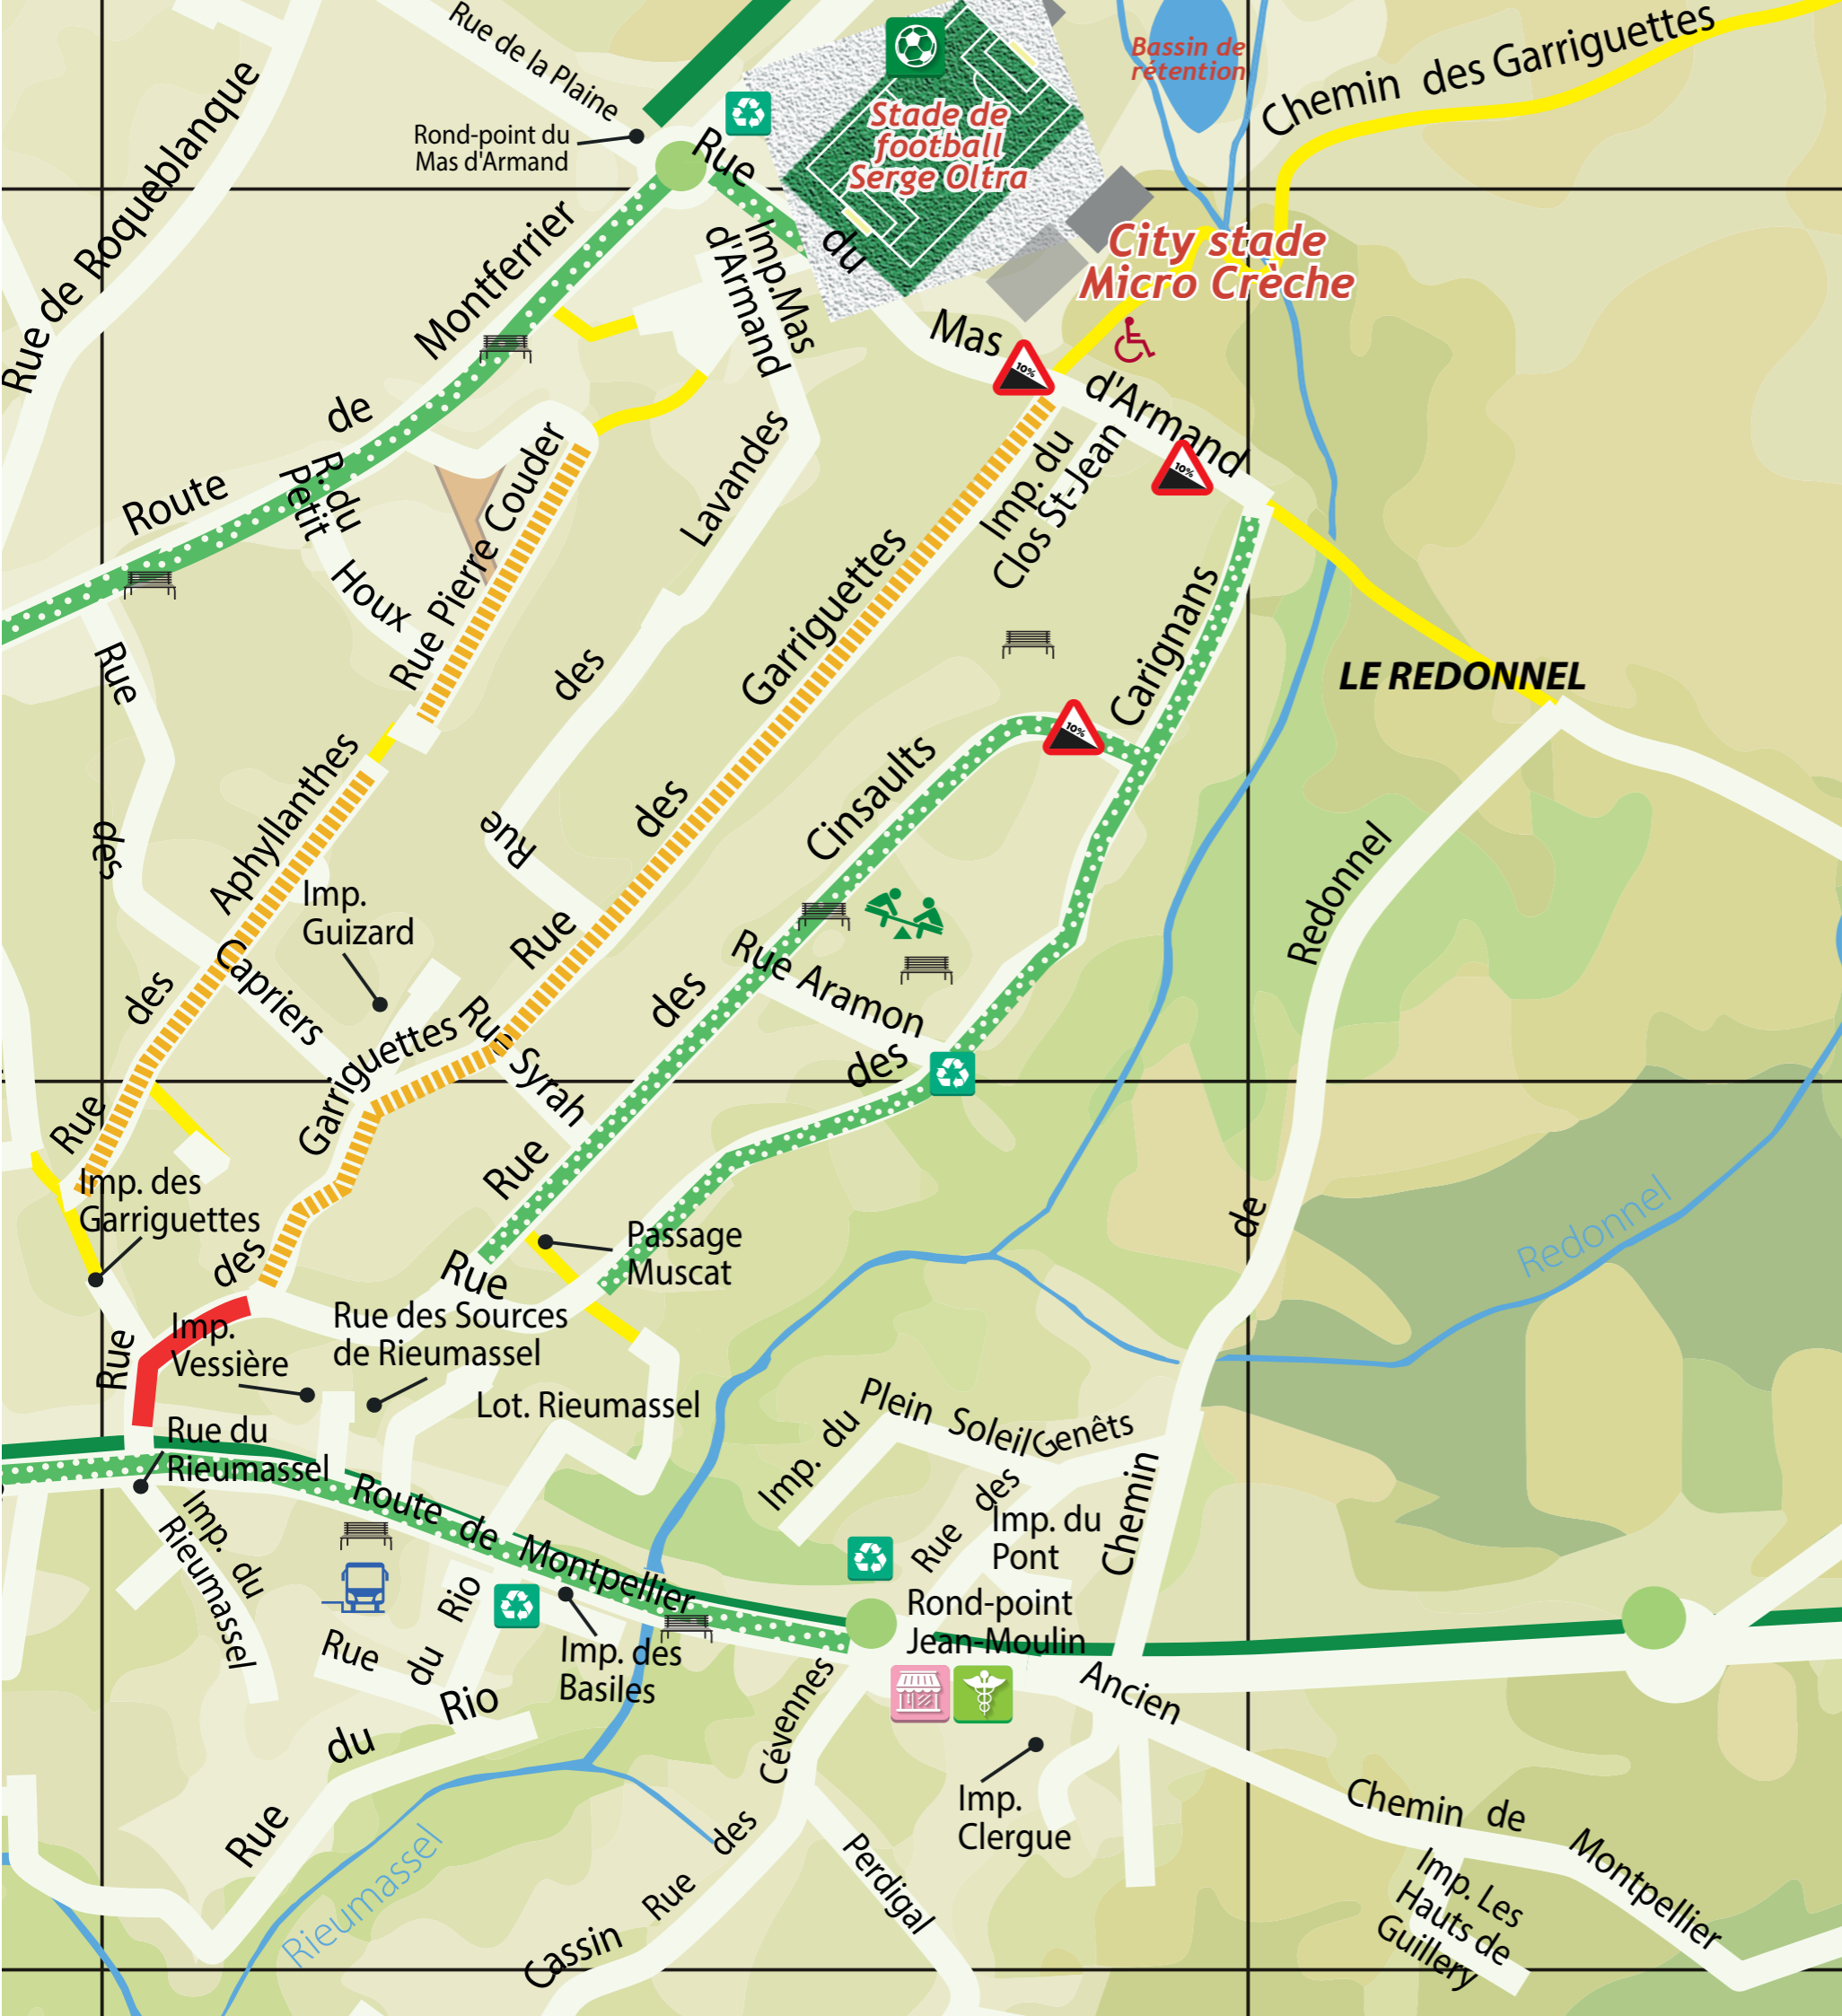 Rue de la Plaine
Rond-point du
Mas d'Armand
Bassin de
rétention
Chemin des Garriguettes
Stade de
football
Serge Oltra
Rue de Roqueblanque
Rue du Mas d'Armand
Imp.Mas
d'Armand
City stade
Micro Crèche
Route de Montferrier
10%
10%
10%
R. du
Petit
Houx
Rue Pierre Couder
Rue des Lavandes
Imp. du
Clos St-Jean
Rue des Garriguettes
Rue des Carignans
LE REDONNEL
Rue des Cinsaults
Rue des Aphyllanthes
Rue des Capriers
Imp.
Guizard
Rue Aramon
Rue Syrah
Rue des Garriguettes
Imp. des
Garriguettes
Passage
Muscat
Chemin de Redonnel
Redonnel
Imp.
Vessière
Rue des Sources
de Rieumassel
Lot. Rieumassel
Rue du
Rieumassel
Imp. du
Rieumassel
Route de Montpellier
Imp. du Plein Soleil
Rue des Genêts
Imp. du
Pont
Rond-point
Jean-Moulin
Rue du Rio
Imp. des
Basiles
Rue du Rio
Rieumassel
Rue des Cévennes
Cassin
Perdigal
Imp.
Clergue
Ancien Chemin de Montpellier
Imp. Les
Hauts de
Guillery